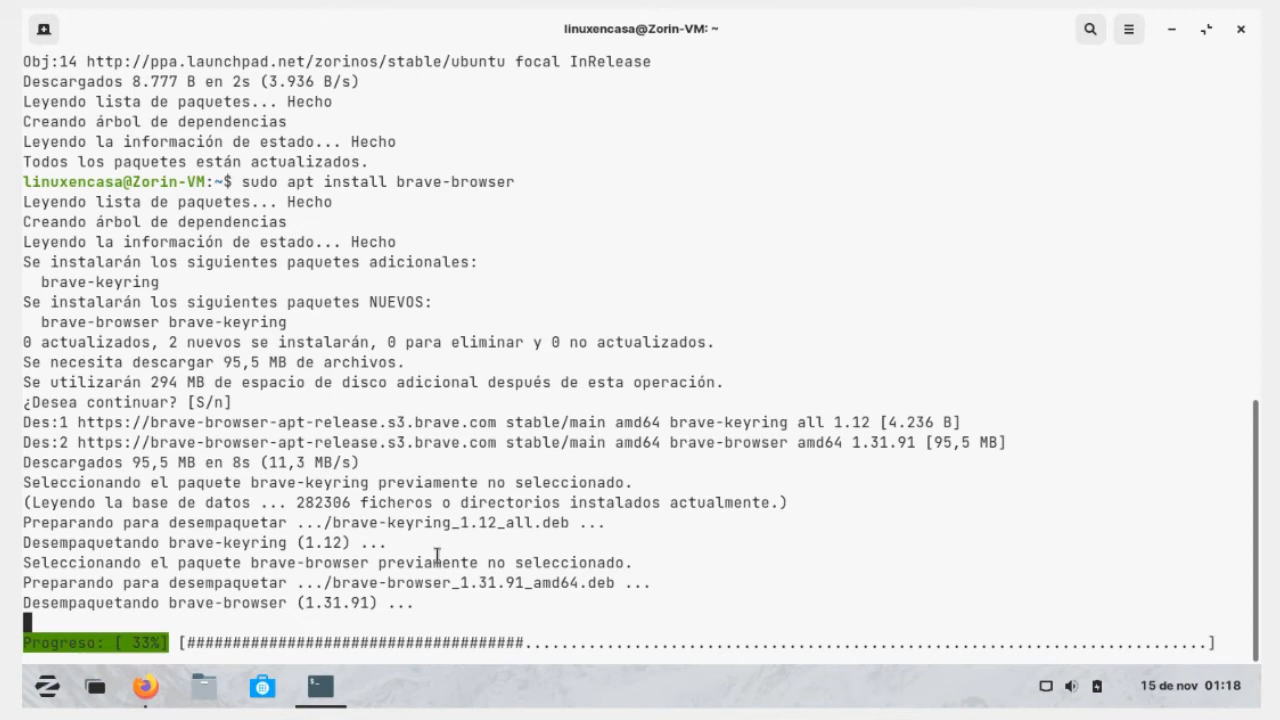 linuxencasa@Zorin-VM: ~
Obj:14 http://ppa.launchpad.net/zorinos/stable/ubuntu focal InRelease
Descargados 8.777 B en 2s (3.936 B/s)
Leyendo lista de paquetes... Hecho
Creando árbol de dependencias
Leyendo la información de estado... Hecho
Todos los paquetes están actualizados.
linuxencasa@Zorin-VM:~$ sudo apt install brave-browser
Leyendo lista de paquetes... Hecho
Creando árbol de dependencias
Leyendo la información de estado... Hecho
Se instalarán los siguientes paquetes adicionales:
  brave-keyring
Se instalarán los siguientes paquetes NUEVOS:
  brave-browser brave-keyring
0 actualizados, 2 nuevos se instalarán, 0 para eliminar y 0 no actualizados.
Se necesita descargar 95,5 MB de archivos.
Se utilizarán 294 MB de espacio de disco adicional después de esta operación.
¿Desea continuar? [S/n]
Des:1 https://brave-browser-apt-release.s3.brave.com stable/main amd64 brave-keyring all 1.12 [4.236 B]
Des:2 https://brave-browser-apt-release.s3.brave.com stable/main amd64 brave-browser amd64 1.31.91 [95,5 MB]
Descargados 95,5 MB en 8s (11,3 MB/s)
Seleccionando el paquete brave-keyring previamente no seleccionado.
(Leyendo la base de datos ... 282306 ficheros o directorios instalados actualmente.)
Preparando para desempaquetar .../brave-keyring_1.12_all.deb ...
Desempaquetando brave-keyring (1.12) ...
Seleccionando el paquete brave-browser previamente no seleccionado.
Preparando para desempaquetar .../brave-browser_1.31.91_amd64.deb ...
Desempaquetando brave-browser (1.31.91) ...
Progreso: [ 33%] [#####################################...........................................................................]
15 de nov 01:18